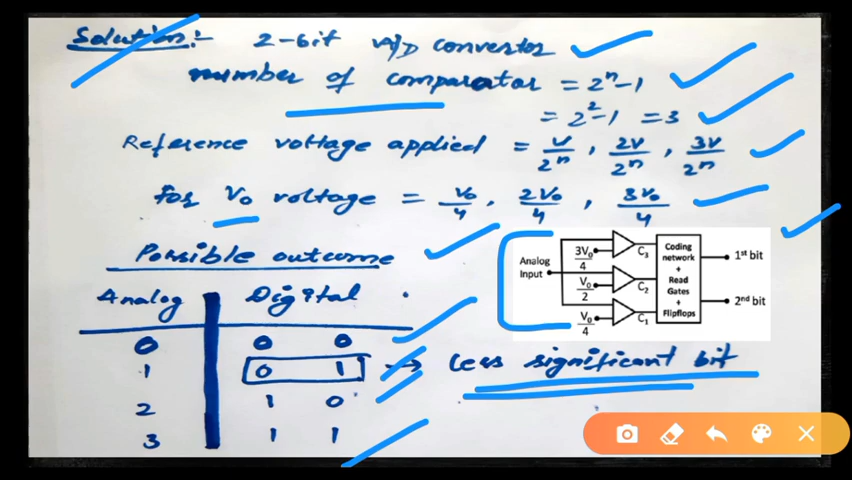 Solution:- 2-bit A/D convertor
number of comparator = 2ⁿ-1
= 2²-1 = 3
Reference voltage applied = V/2ⁿ, 2V/2ⁿ, 3V/2ⁿ
for V₀ voltage = V₀/4, 2V₀/4, 3V₀/4
Possible outcome
Analog Digital
0 0 0
1 0 1 → Less significant bit
2 1 0
3 1 1
Analog Input
3V₀/4 C₃
V₀/2 C₂
V₀/4 C₁
Coding network + Read Gates + Flipflops
1st bit
2nd bit